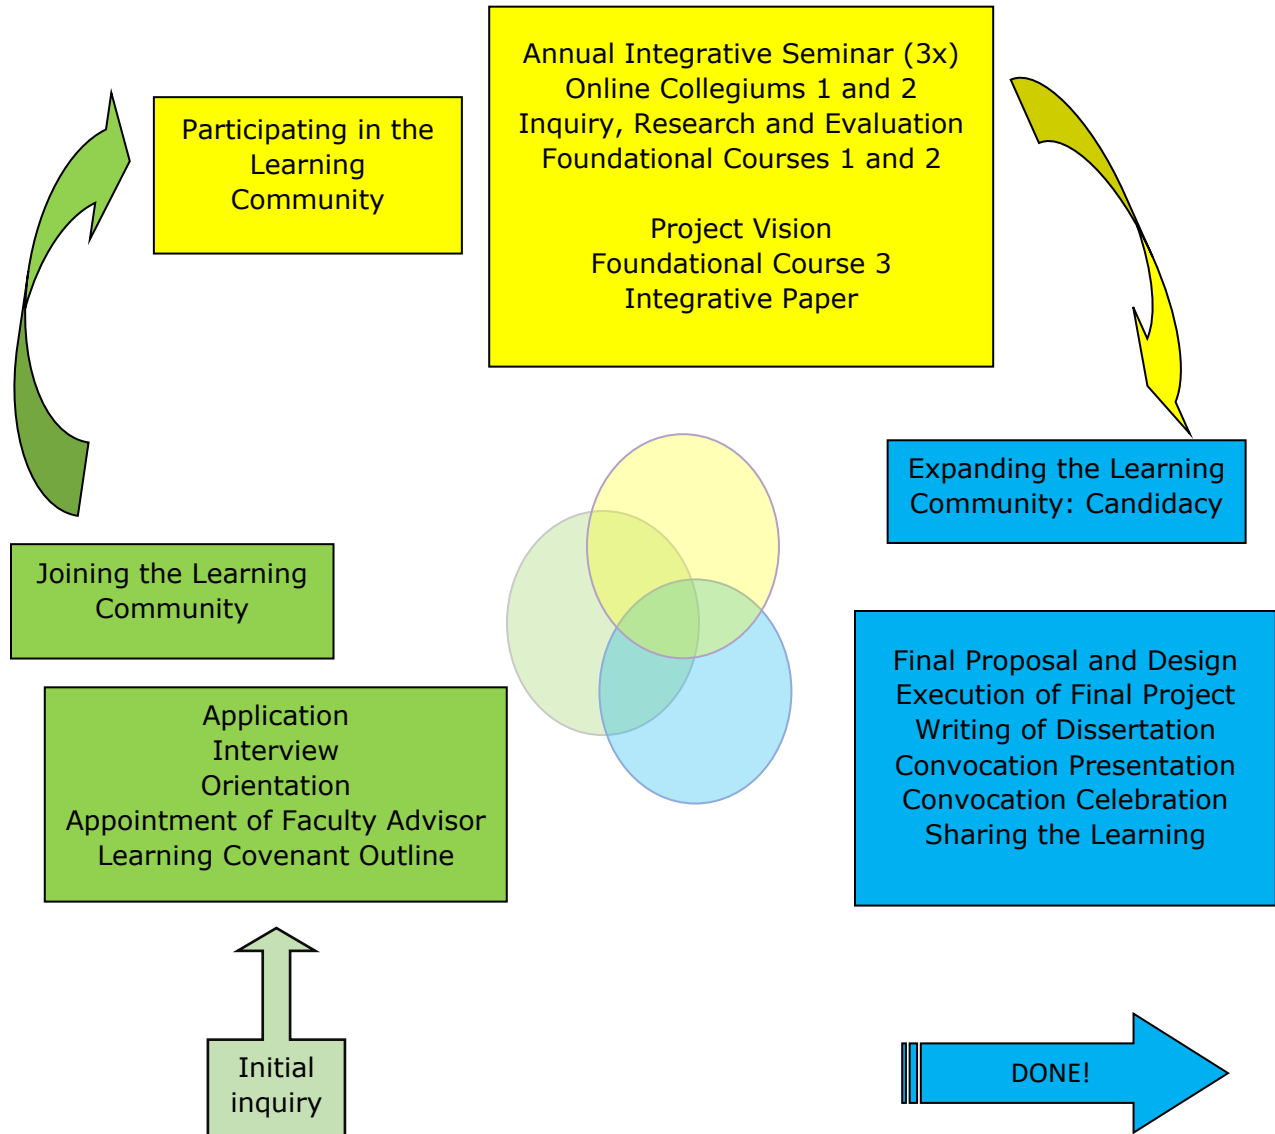 Participating in the
Learning
Community
Annual Integrative Seminar (3x)
Online Collegiums 1 and 2
Inquiry, Research and Evaluation
Foundational Courses 1 and 2
Project Vision
Foundational Course 3
Integrative Paper
Expanding the Learning
Community: Candidacy
Joining the Learning
Community
Application
Interview
Orientation
Appointment of Faculty Advisor
Learning Covenant Outline
Final Proposal and Design
Execution of Final Project
Writing of Dissertation
Convocation Presentation
Convocation Celebration
Sharing the Learning
Initial
inquiry
DONE!